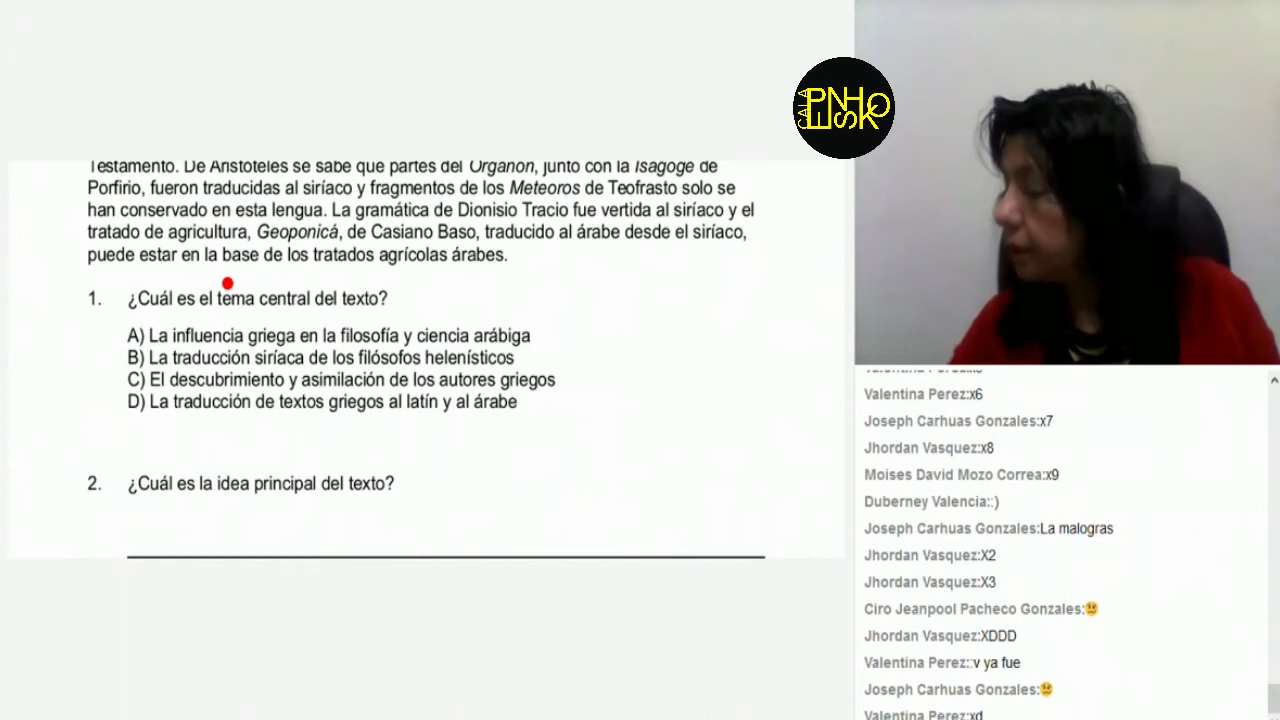 CALA
PENHO
ESK
Testamento. De Aristóteles se sabe que partes del Organon, junto con la Isagoge de
Porfirio, fueron traducidas al siríaco y fragmentos de los Meteoros de Teofrasto solo se
han conservado en esta lengua. La gramática de Dionisio Tracio fue vertida al siríaco y el
tratado de agricultura, Geoponicá, de Casiano Baso, traducido al árabe desde el siríaco,
puede estar en la base de los tratados agrícolas árabes.
1. ¿Cuál es el tema central del texto?
A) La influencia griega en la filosofía y ciencia arábiga
B) La traducción siríaca de los filósofos helenísticos
C) El descubrimiento y asimilación de los autores griegos
D) La traducción de textos griegos al latín y al árabe
2. ¿Cuál es la idea principal del texto?
Valentina Perez:x6
Joseph Carhuas Gonzales:x7
Jhordan Vasquez:x8
Moises David Mozo Correa:x9
Duberney Valencia::)
Joseph Carhuas Gonzales:La malogras
Jhordan Vasquez:X2
Jhordan Vasquez:X3
Ciro Jeanpool Pacheco Gonzales:
Jhordan Vasquez:XDDD
Valentina Perez::v ya fue
Joseph Carhuas Gonzales:
Valentina Perez:xd